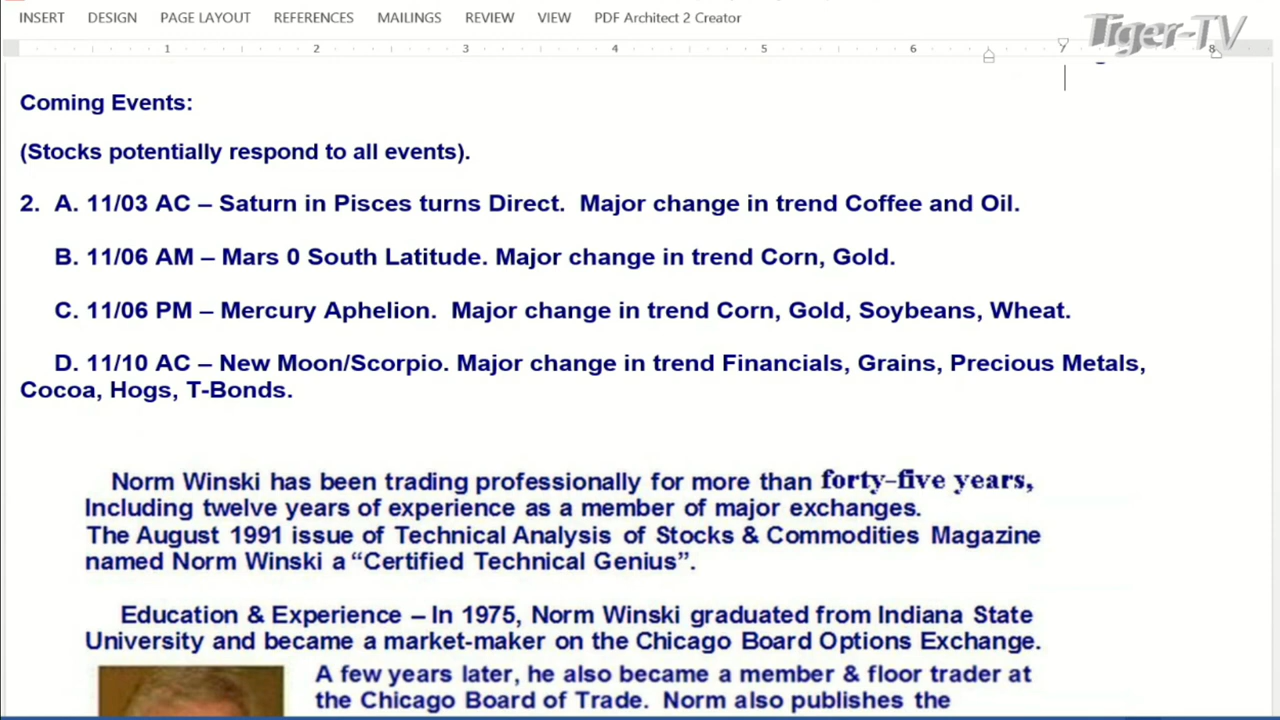 INSERT DESIGN PAGE LAYOUT REFERENCES MAILINGS REVIEW VIEW PDF Architect 2 Creator
Tiger-TV
1 2 3 4 5 6 7 8
Coming Events:
(Stocks potentially respond to all events).
2. A. 11/03 AC – Saturn in Pisces turns Direct. Major change in trend Coffee and Oil.
B. 11/06 AM – Mars 0 South Latitude. Major change in trend Corn, Gold.
C. 11/06 PM – Mercury Aphelion. Major change in trend Corn, Gold, Soybeans, Wheat.
D. 11/10 AC – New Moon/Scorpio. Major change in trend Financials, Grains, Precious Metals,
Cocoa, Hogs, T-Bonds.
Norm Winski has been trading professionally for more than forty-five years,
Including twelve years of experience as a member of major exchanges.
The August 1991 issue of Technical Analysis of Stocks & Commodities Magazine
named Norm Winski a “Certified Technical Genius”.
Education & Experience – In 1975, Norm Winski graduated from Indiana State
University and became a market-maker on the Chicago Board Options Exchange.
A few years later, he also became a member & floor trader at
the Chicago Board of Trade. Norm also publishes the